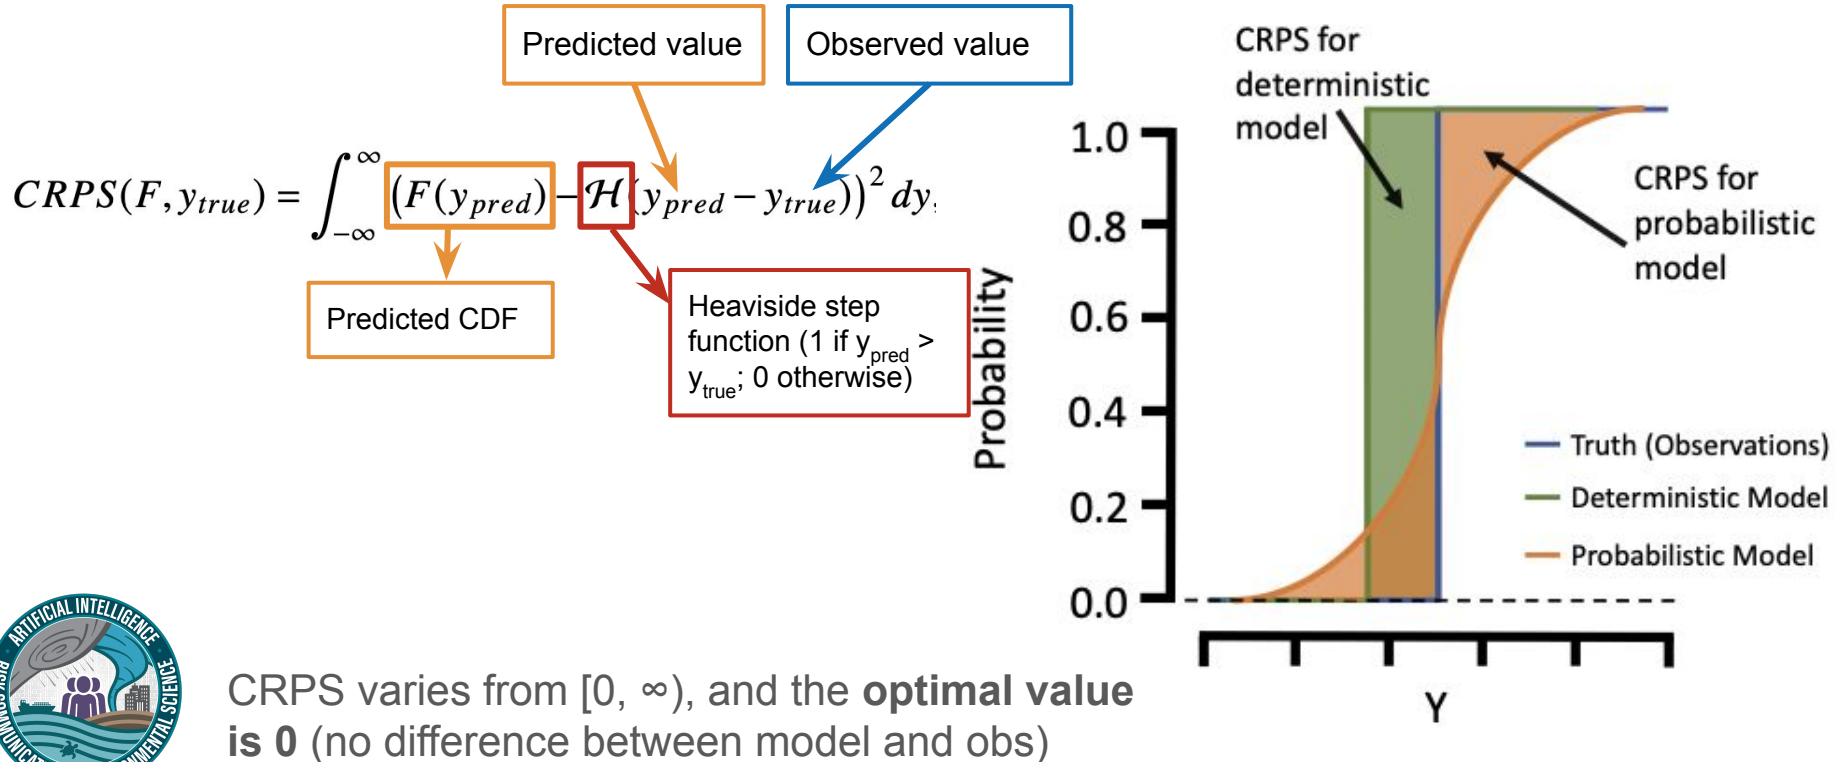 Predicted value
Observed value
CRPS(F, y_true) = ∫_{-∞}^{∞} (F(y_pred) − ℋ(y_pred − y_true))² dy,
Predicted CDF
Heaviside step
function (1 if y_pred >
y_true; 0 otherwise)
CRPS for
deterministic
model
CRPS for
probabilistic
model
Probability
1.0
0.8
0.6
0.4
0.2
0.0
Truth (Observations)
Deterministic Model
Probabilistic Model
Y
ARTIFICIAL INTELLIGENCE
CRPS varies from [0, ∞), and the optimal value
is 0 (no difference between model and obs)